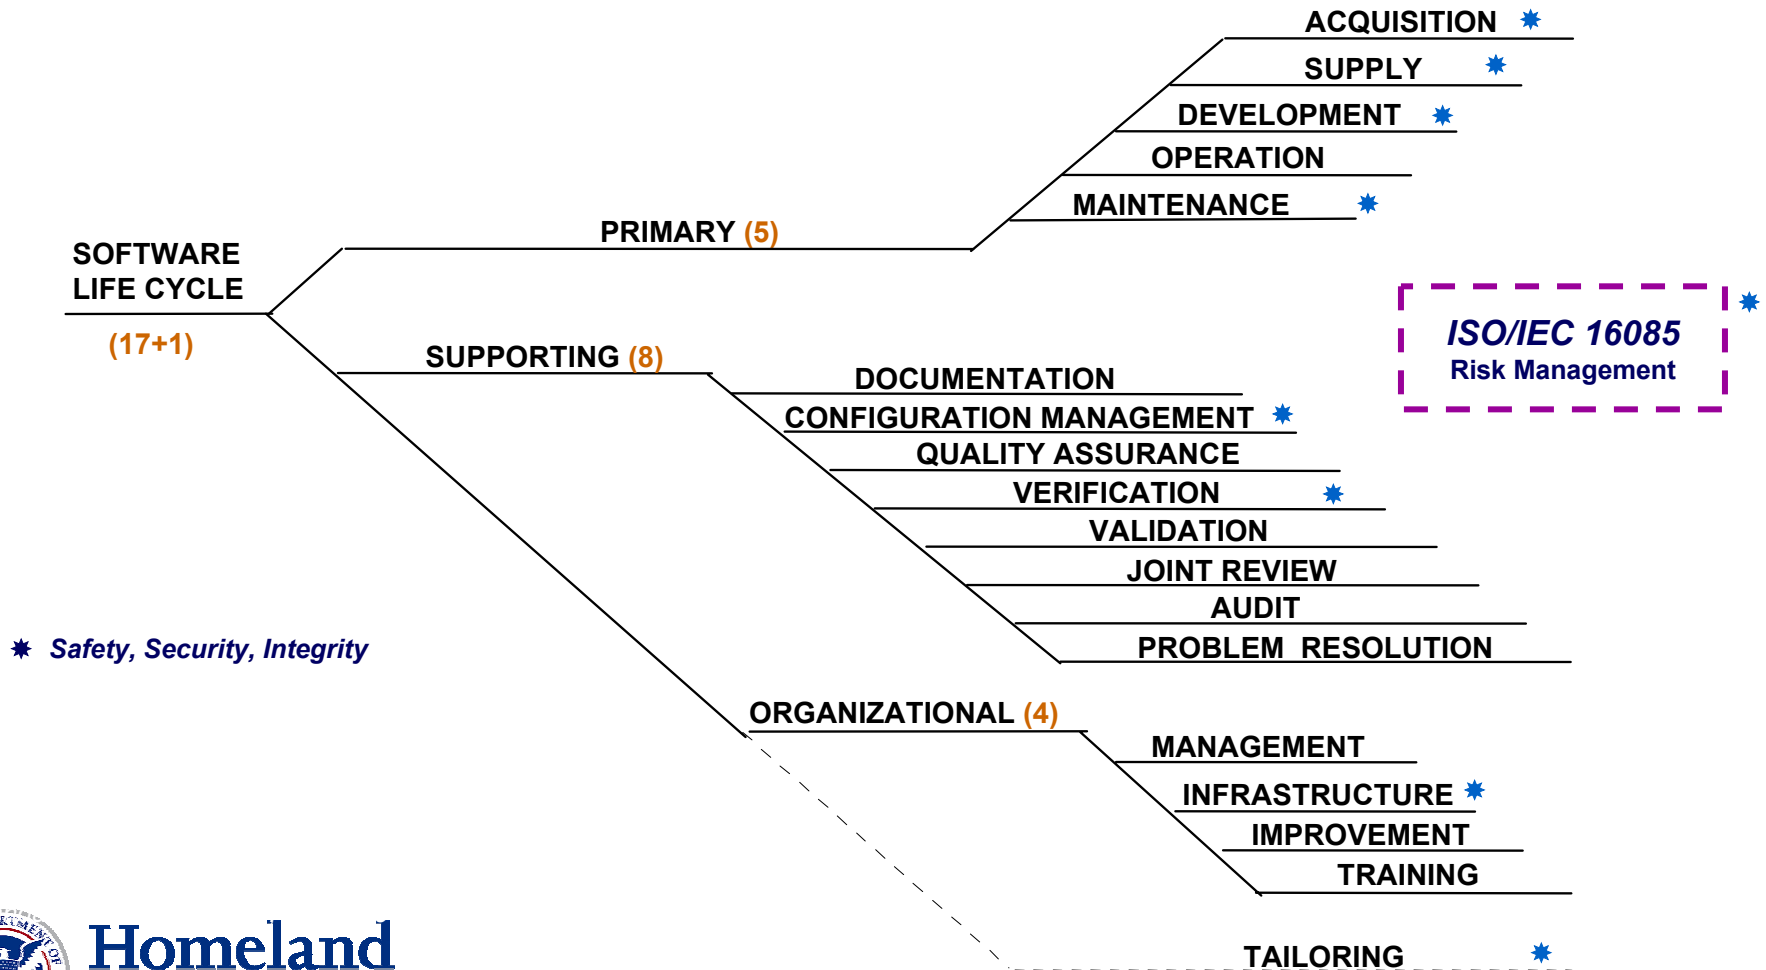 ACQUISITION
SUPPLY
DEVELOPMENT
OPERATION
MAINTENANCE
PRIMARY (5)
SOFTWARE
LIFE CYCLE
(17+1)
ISO/IEC 16085
Risk Management
SUPPORTING (8)
DOCUMENTATION
CONFIGURATION MANAGEMENT
QUALITY ASSURANCE
VERIFICATION
VALIDATION
JOINT REVIEW
AUDIT
PROBLEM RESOLUTION
Safety, Security, Integrity
ORGANIZATIONAL (4)
MANAGEMENT
INFRASTRUCTURE
IMPROVEMENT
TRAINING
TAILORING
Homeland